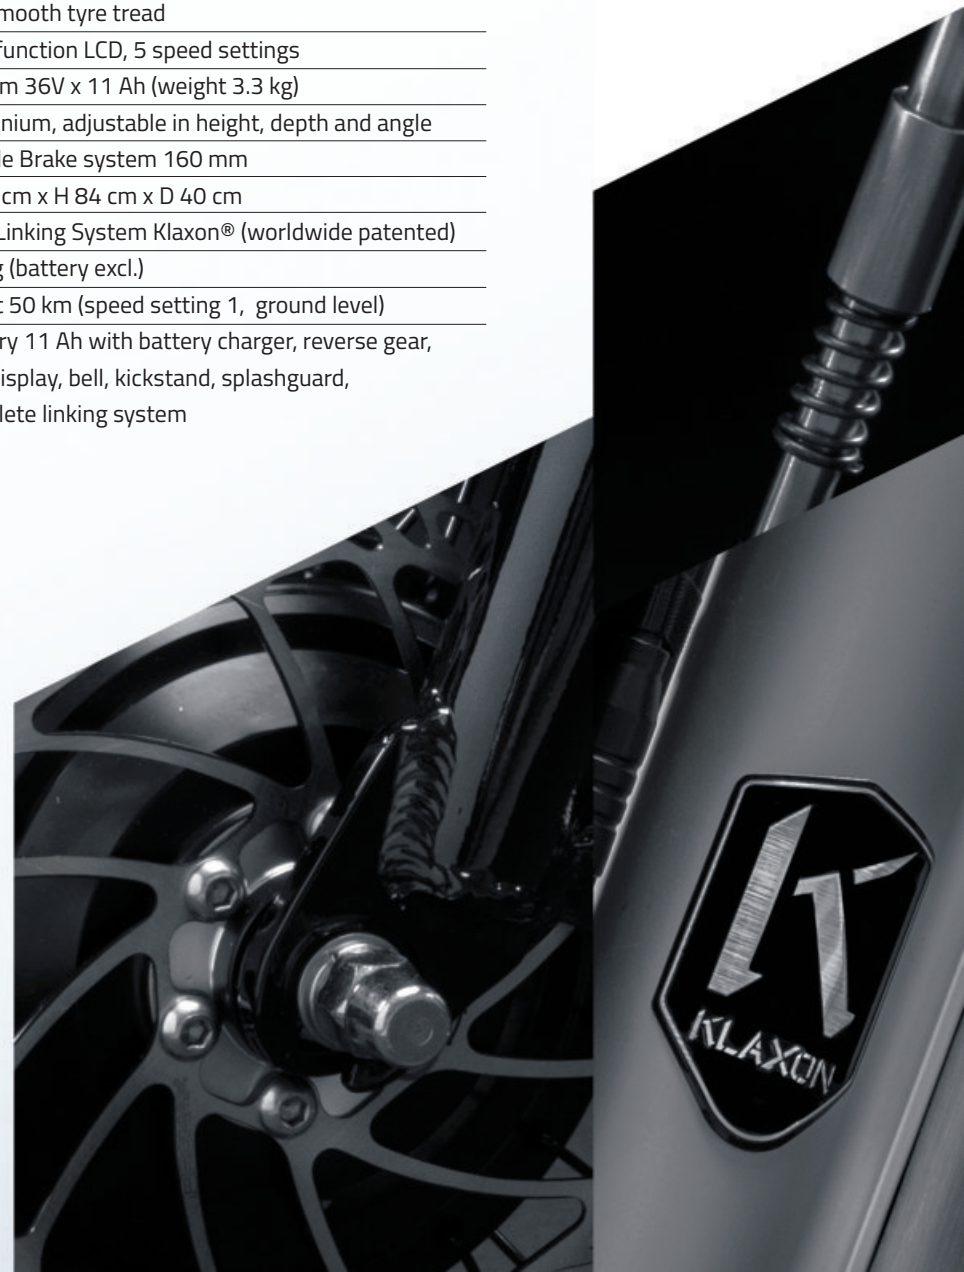 mooth tyre tread
function LCD, 5 speed settings
m 36V x 11 Ah (weight 3.3 kg)
nium, adjustable in height, depth and angle
le Brake system 160 mm
cm x H 84 cm x D 40 cm
Linking System Klaxon® (worldwide patented)
g (battery excl.)
t 50 km (speed setting 1, ground level)
ry 11 Ah with battery charger, reverse gear,
isplay, bell, kickstand, splashguard,
lete linking system
KLAXON